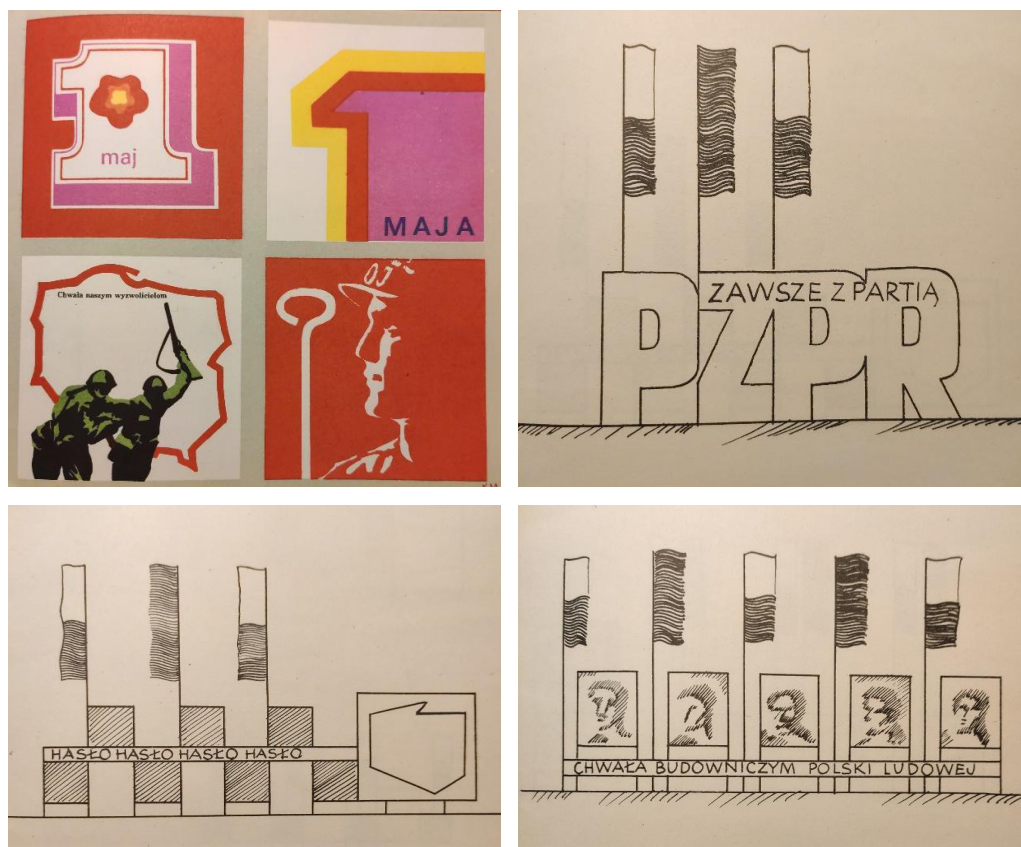 1
maj
1
MAJA
Chwała naszym wyzwolicielom
ZAWSZE Z PARTIĄ
PZPR
HASŁO HASŁO HASŁO HASŁO
CHWAŁA BUDOWNICZYM POLSKI LUDOWEJ